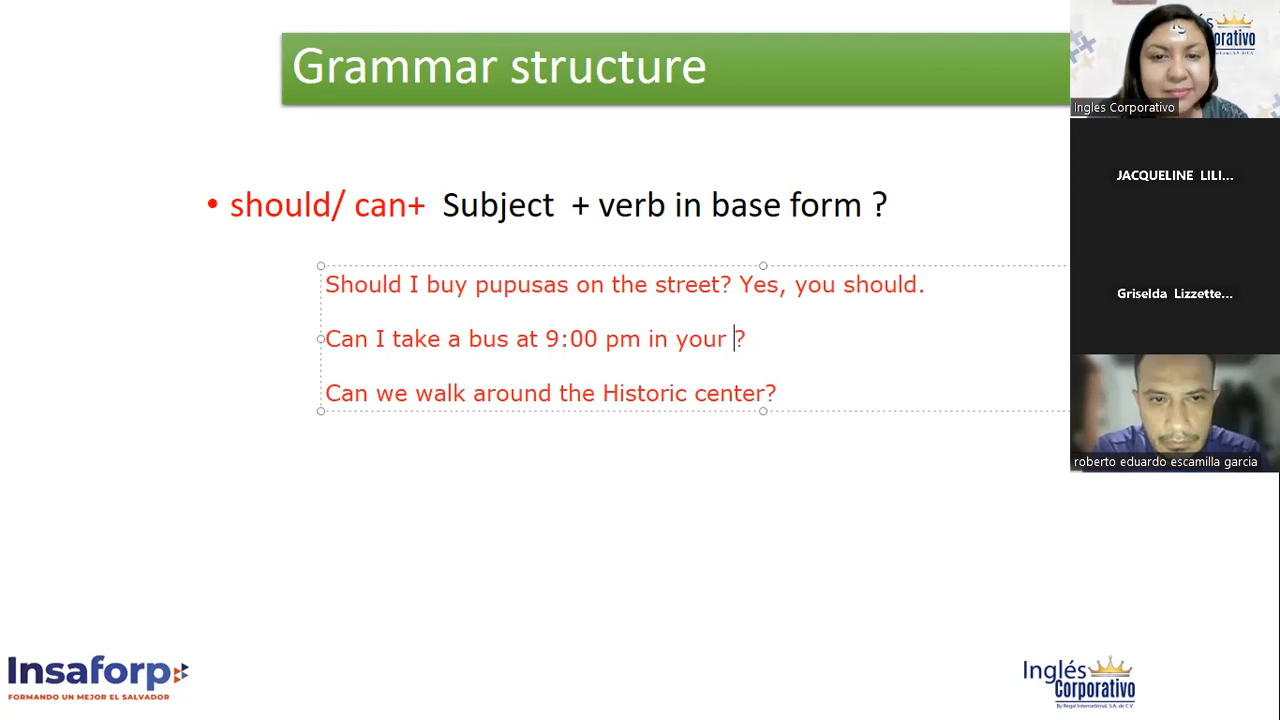 Grammar structure
• should/ can+ Subject + verb in base form ?
Should I buy pupusas on the street? Yes, you should.
Can I take a bus at 9:00 pm in your ?
Can we walk around the Historic center?
Inglés Corporativo
Ingles Corporativo
JACQUELINE LILI...
Griselda Lizzette...
roberto eduardo escamilla garcia
Insaforp
FORMANDO UN MEJOR EL SALVADOR
Inglés
Corporativo
By Regal International, S.A. de C.V.